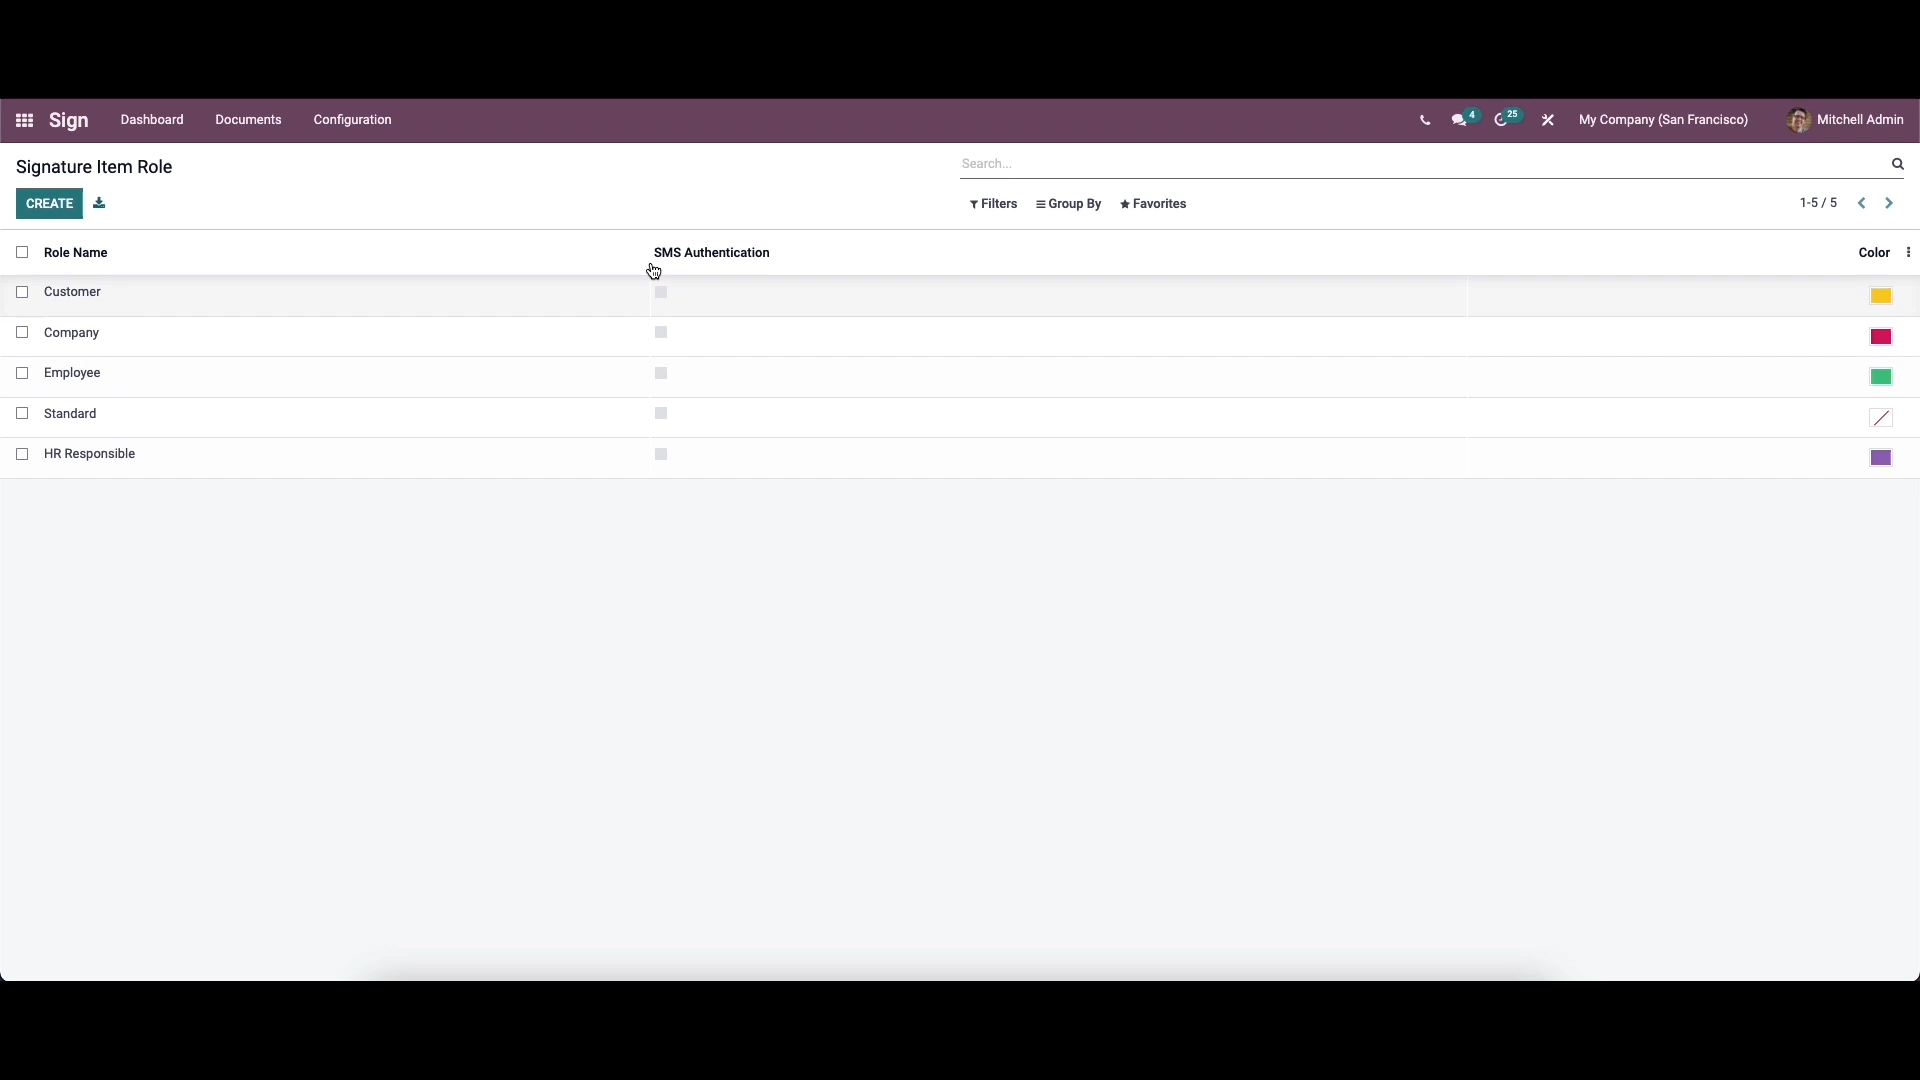 Sign Dashboard Documents Configuration 4 25 My Company (San Francisco) Mitchell Admin
Signature Item Role
Search...
CREATE
Filters Group By Favorites 1-5 / 5
Role Name SMS Authentication Color
Customer
Company
Employee
Standard
HR Responsible